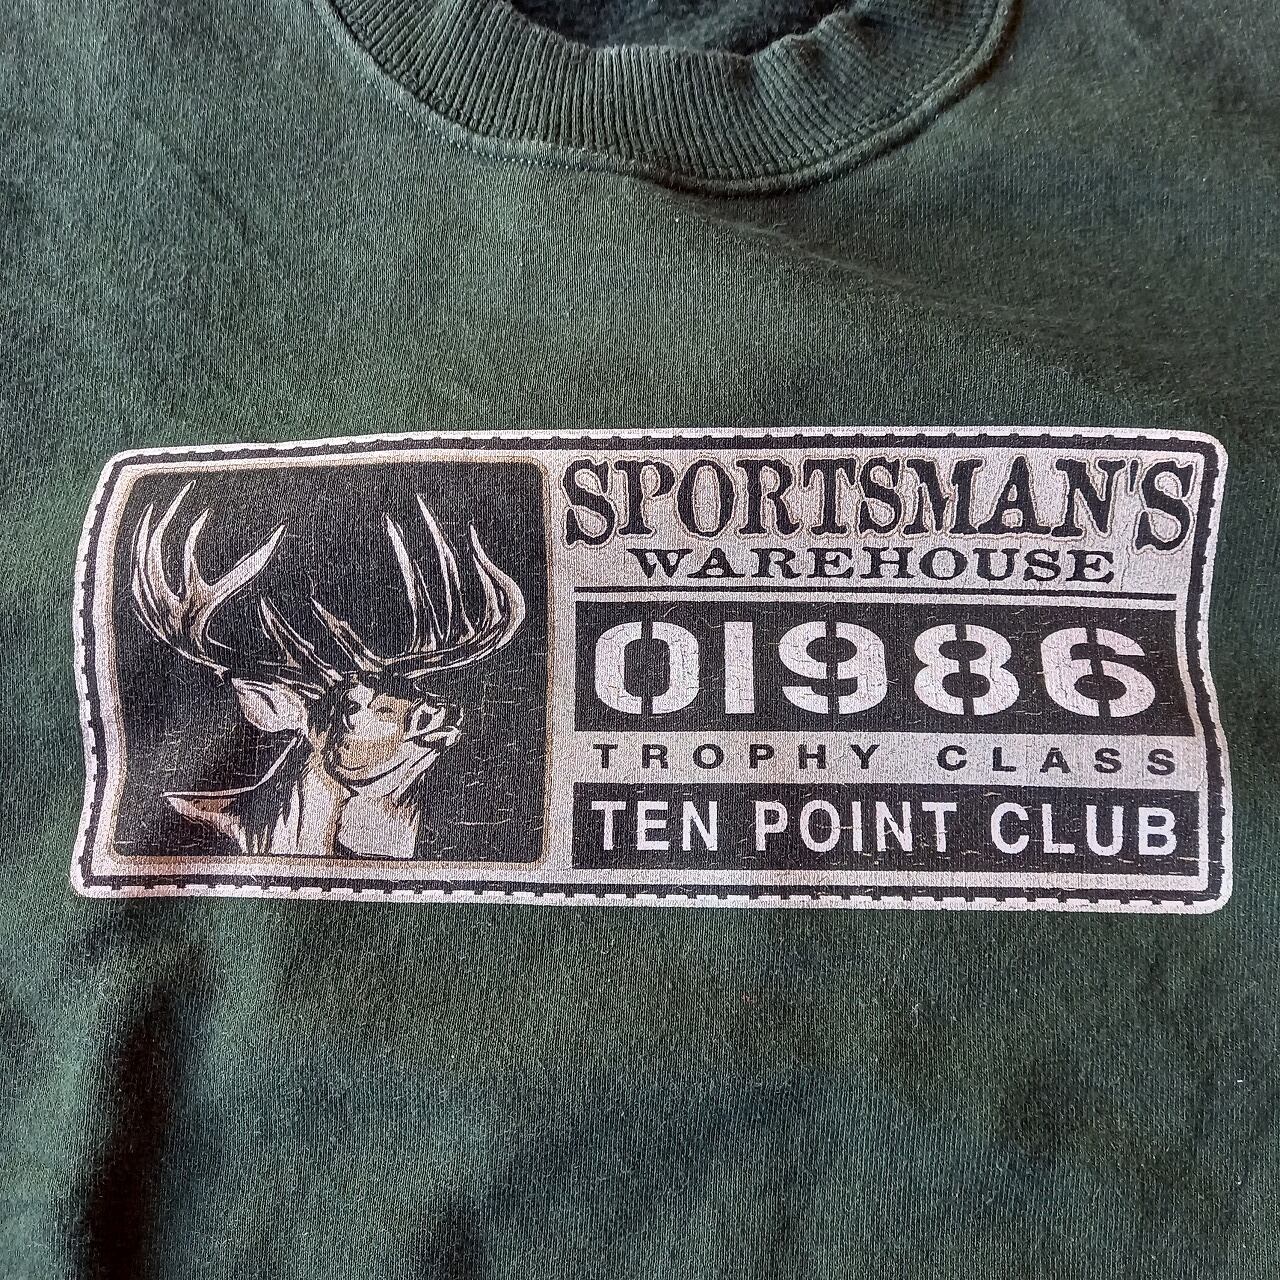 SPORTSMAN'S
WAREHOUSE
01986
TROPHY CLASS
TEN POINT CLUB